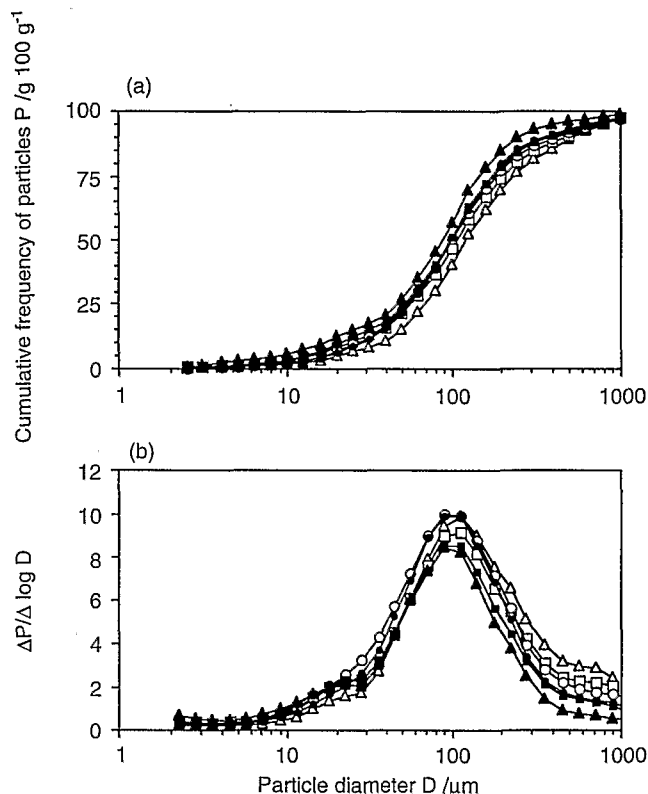 (a)
Cumulative frequency of particles P /g 100 g⁻¹
100
75
50
25
0
1 10 100 1000
(b)
ΔP/Δ log D
12
10
8
6
4
2
0
1 10 100 1000
Particle diameter D /μm